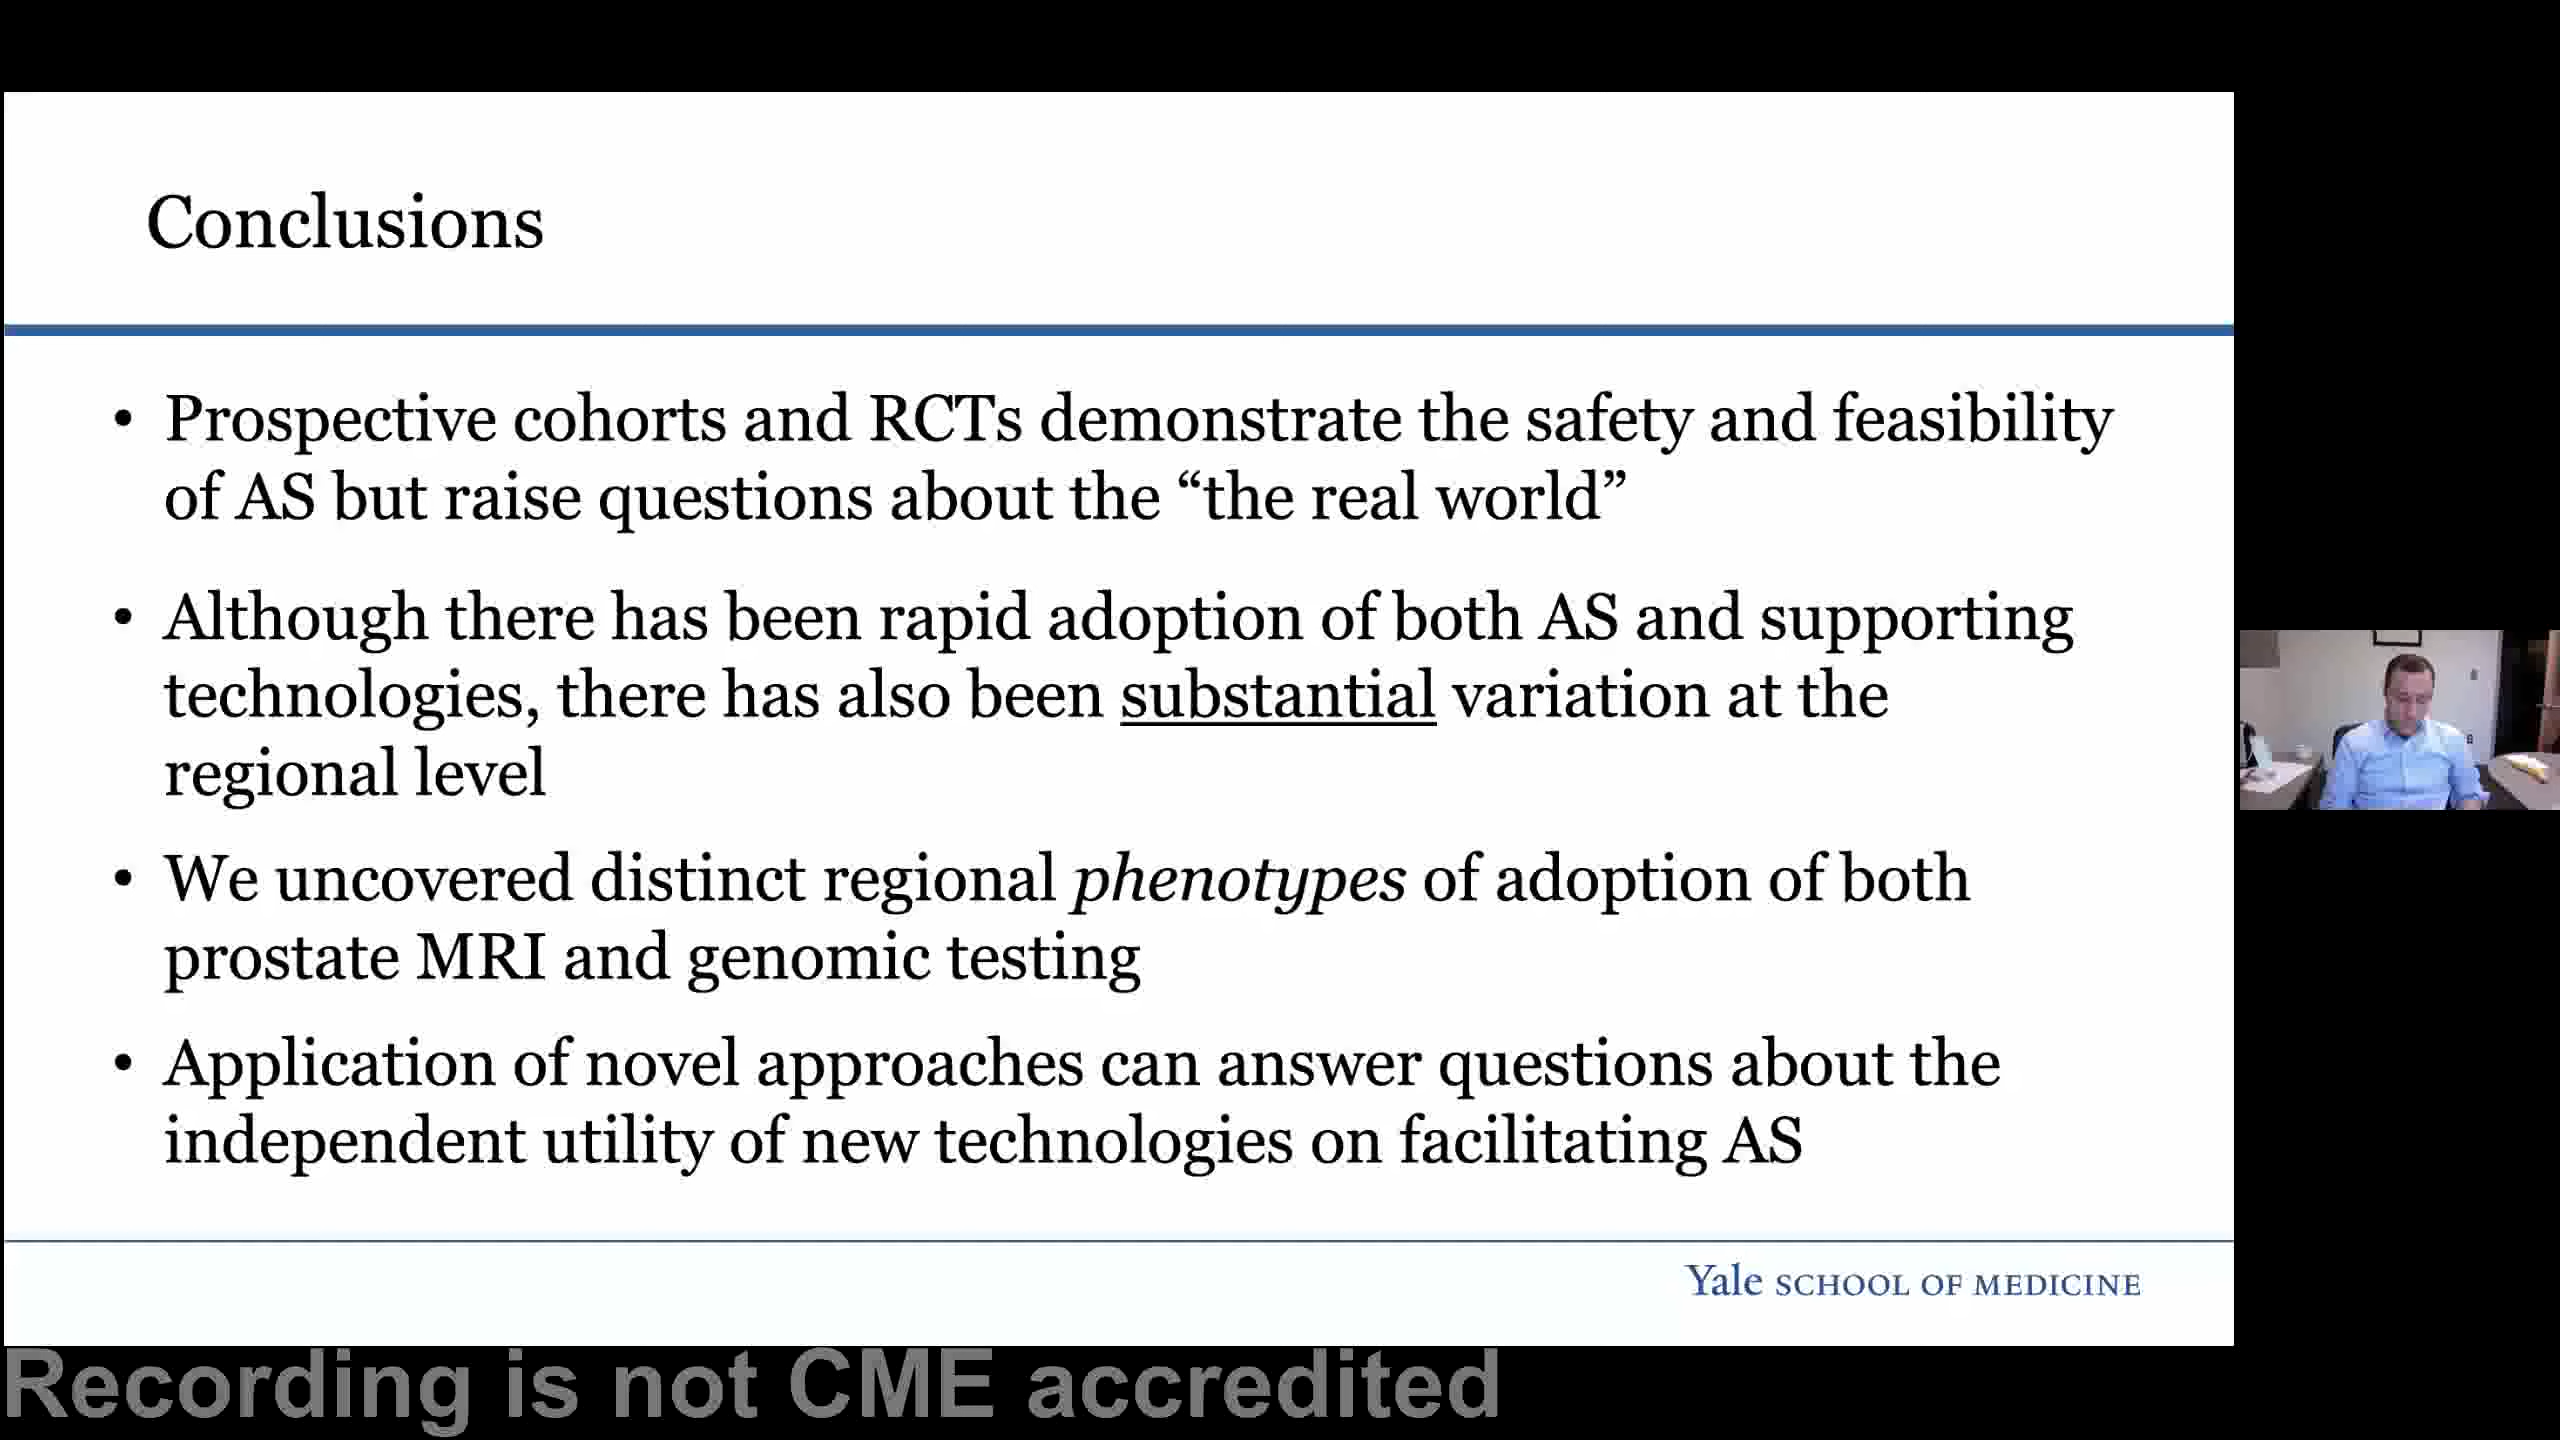 Conclusions
• Prospective cohorts and RCTs demonstrate the safety and feasibility
of AS but raise questions about the “the real world”
• Although there has been rapid adoption of both AS and supporting
technologies, there has also been substantial variation at the
regional level
• We uncovered distinct regional phenotypes of adoption of both
prostate MRI and genomic testing
• Application of novel approaches can answer questions about the
independent utility of new technologies on facilitating AS
Yale SCHOOL OF MEDICINE
Recording is not CME accredited